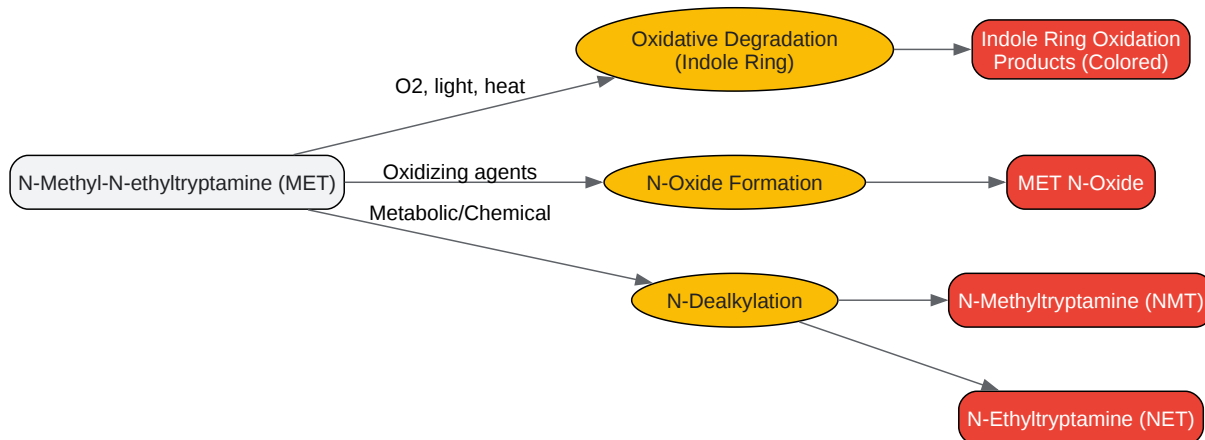 Oxidative Degradation
(Indole Ring)
Indole Ring Oxidation
Products (Colored)
O2, light, heat
N-Methyl-N-ethyltryptamine (MET)
Oxidizing agents
N-Oxide Formation
MET N-Oxide
Metabolic/Chemical
N-Dealkylation
N-Methyltryptamine (NMT)
N-Ethyltryptamine (NET)